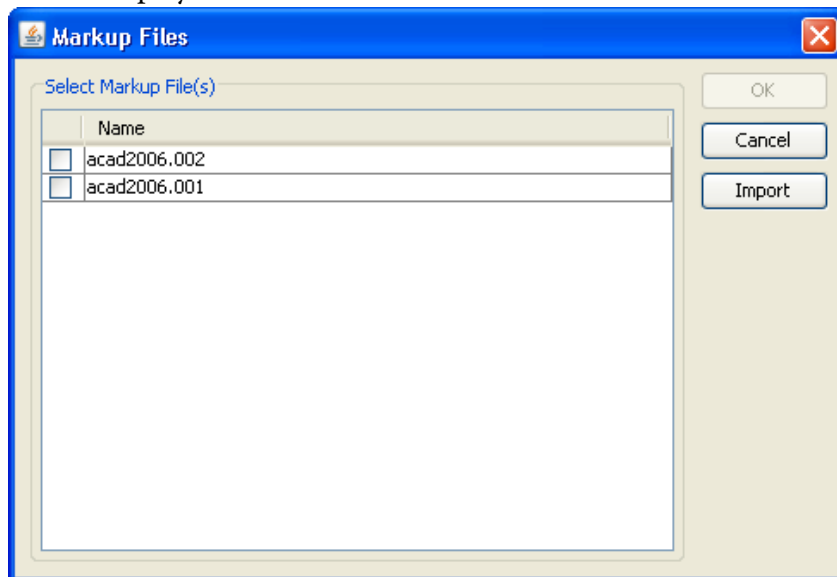 Markup Files
Select Markup File(s)
OK
Name
Cancel
acad2006.002
acad2006.001
Import